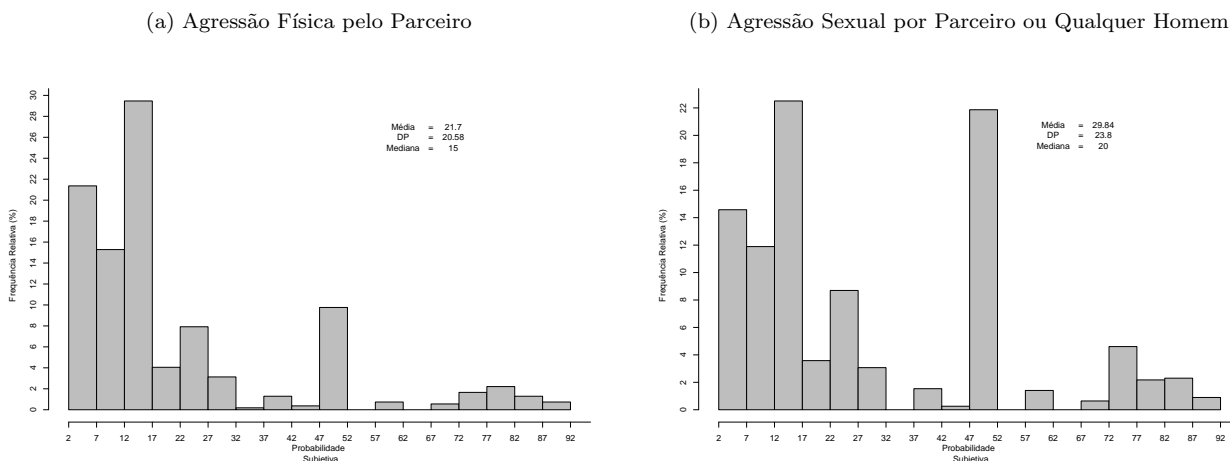 (a) Agressão Física pelo Parceiro
Frequência Relativa (%)
0 2 4 6 8 10 12 14 16 18 20 22 24 26 28 30
Média = 21.7
DP = 20.58
Mediana = 15
2 7 12 17 22 27 32 37 42 47 52 57 62 67 72 77 82 87 92
Probabilidade
Subjetiva
(b) Agressão Sexual por Parceiro ou Qualquer Homem
Frequência Relativa (%)
0 2 4 6 8 10 12 14 16 18 20 22
Média = 29.84
DP = 23.8
Mediana = 20
2 7 12 17 22 27 32 37 42 47 52 57 62 67 72 77 82 87 92
Probabilidade
Subjetiva